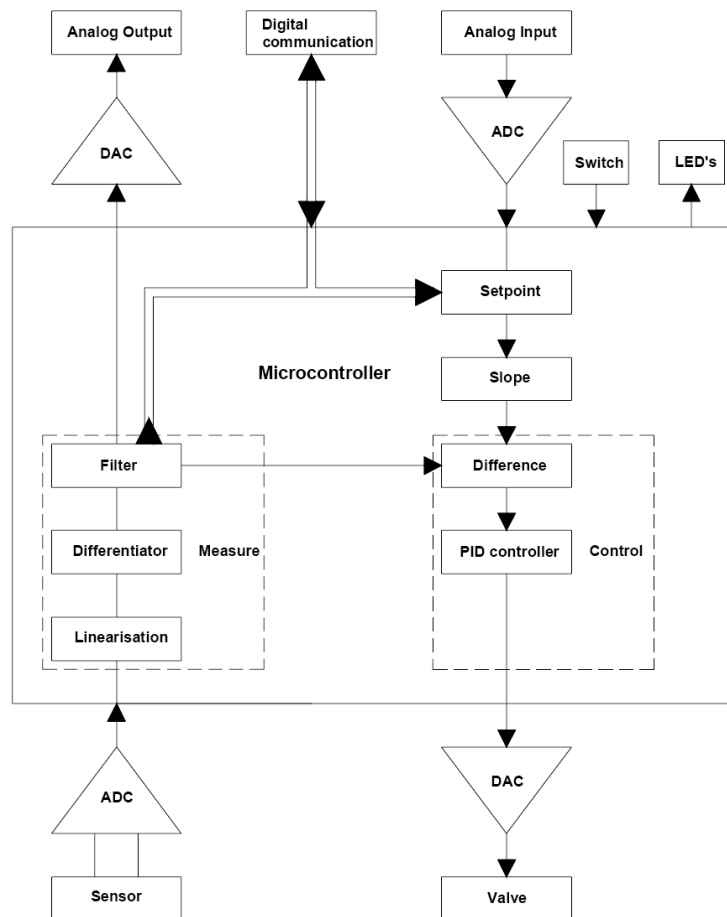 Analog Output
Digital
communication
Analog Input
DAC
ADC
Switch
LED's
Setpoint
Microcontroller
Slope
Filter
Difference
Differentiator
Measure
PID controller
Control
Linearisation
ADC
DAC
Sensor
Valve